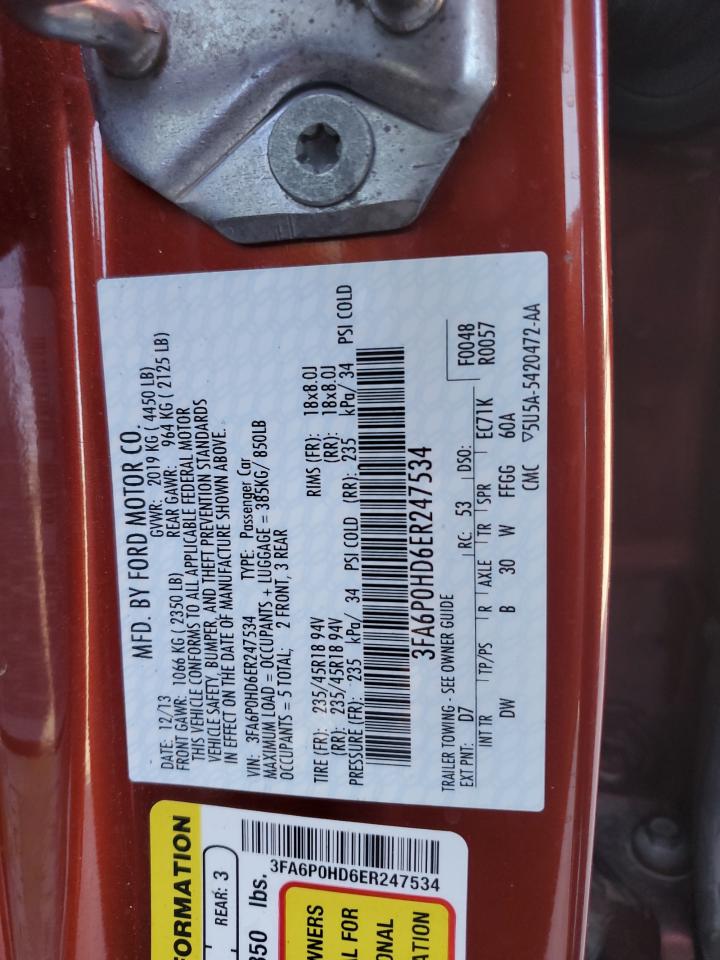 MFD. BY FORD MOTOR CO.
DATE: 12/13 GVWR: 2019 KG ( 4450 LB)
FRONT GAWR: 1066 KG ( 2350 LB) REAR GAWR: 964 KG ( 2125 LB)
THIS VEHICLE CONFORMS TO ALL APPLICABLE FEDERAL MOTOR
VEHICLE SAFETY, BUMPER, AND THEFT PREVENTION STANDARDS
IN EFFECT ON THE DATE OF MANUFACTURE SHOWN ABOVE.
VIN: 3FA6P0HD6ER247534 TYPE: Passenger Car
MAXIMUM LOAD = OCCUPANTS + LUGGAGE = 385KG/ 850LB
OCCUPANTS = 5 TOTAL; 2 FRONT, 3 REAR
TIRE (FR): 235/45R18 94V RIMS (FR): 18x8.0J
(RR): 235/45R18 94V (RR): 18x8.0J
PRESSURE (FR): 235 kPa/ 34 PSI COLD (RR): 235 kPa/ 34 PSI COLD
3FA6P0HD6ER247534
TRAILER TOWING - SEE OWNER GUIDE F0048
EXT PNT: D7 RC: 53 DSO: R0057
INT TR TP/PS R AXLE TR SPR EC71K
DW B 30 W FFGG 60A
CMC ▽5U5A-5420472-AA
FORMATION
REAR: 3
350 lbs.
3FA6P0HD6ER247534
WNERS
L FOR
ONAL
ATION